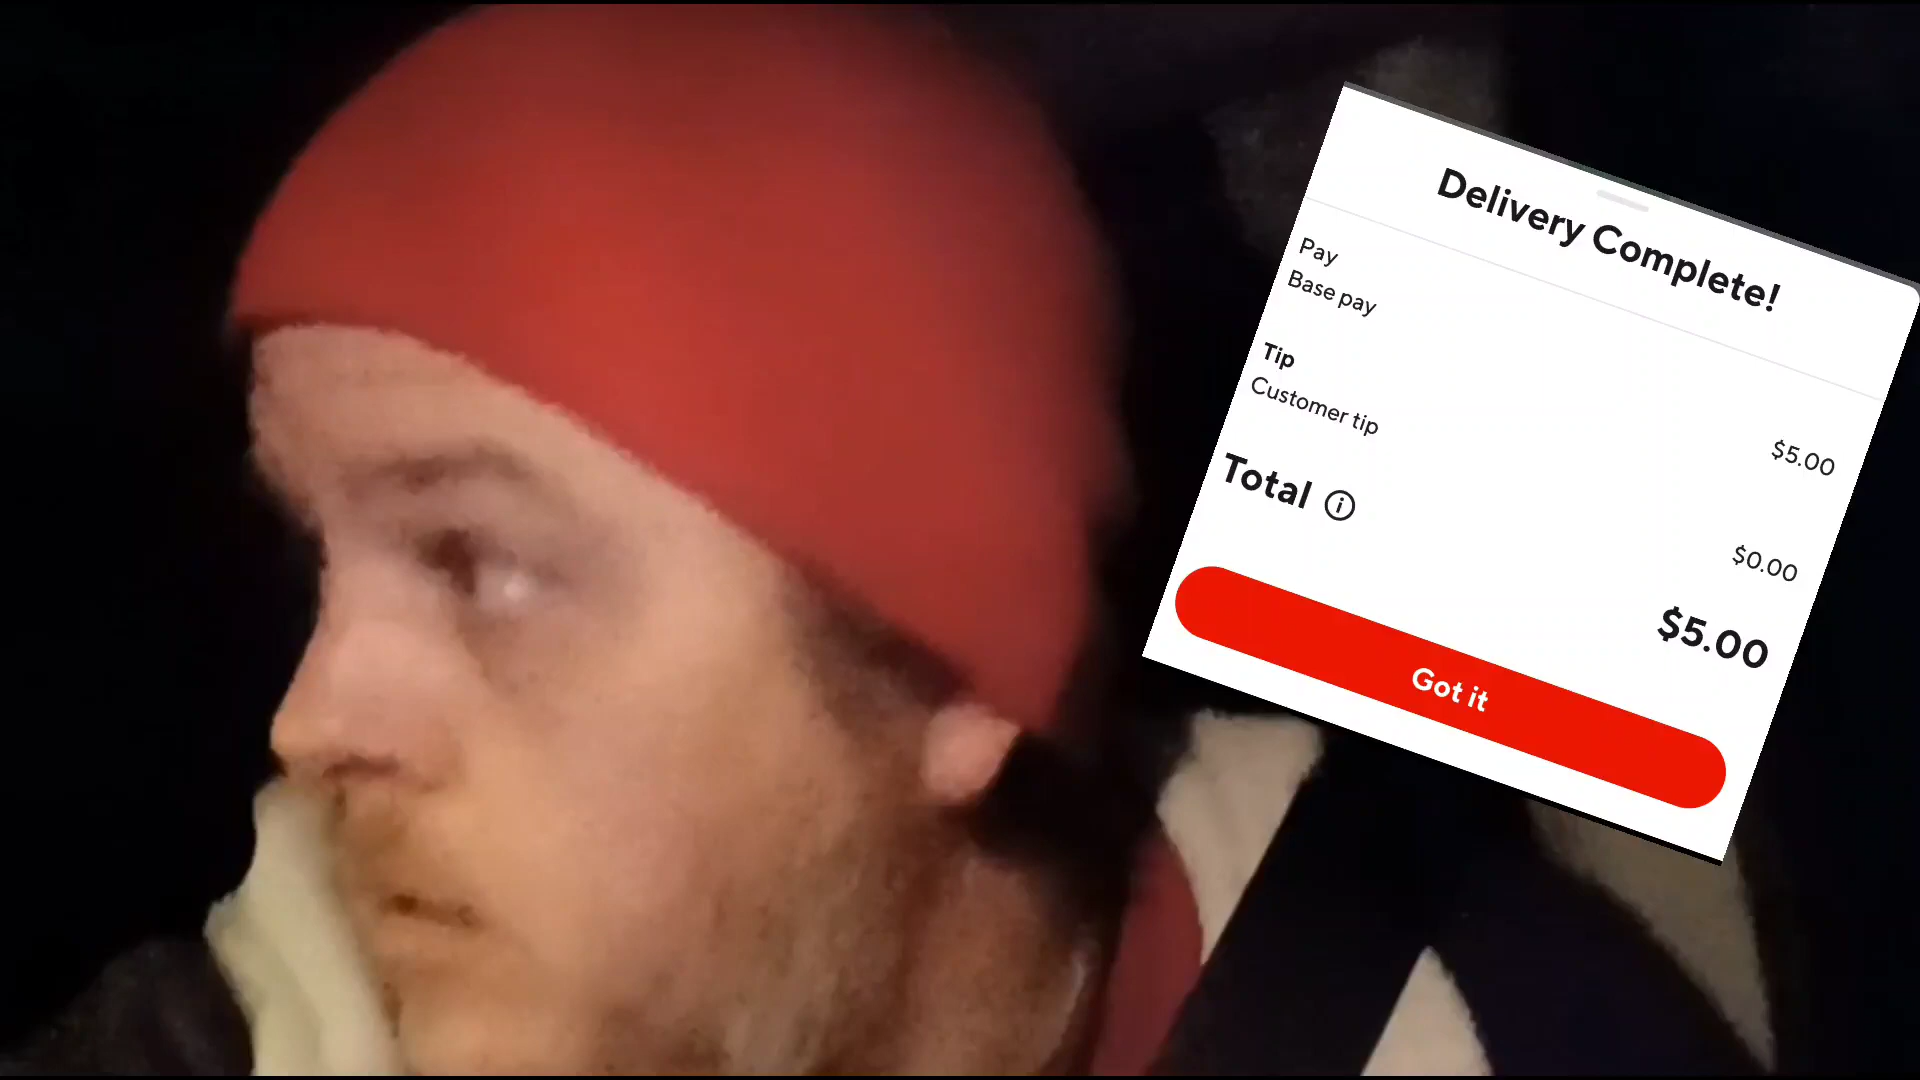 Delivery Complete!
Pay
Base pay $5.00
Tip
Customer tip $0.00
Total $5.00
Got it